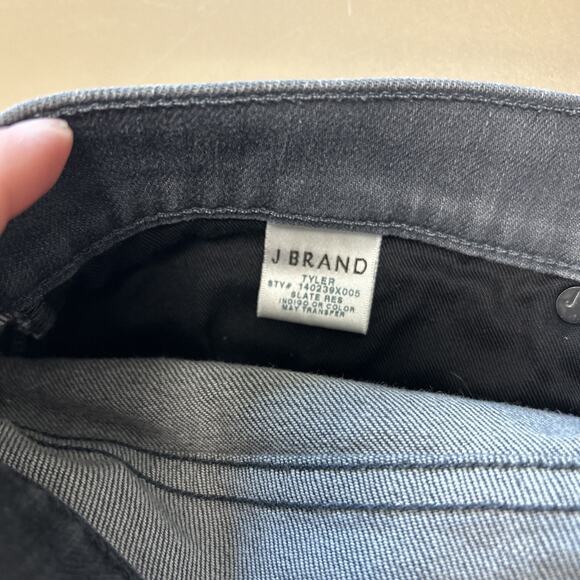 J BRAND
TYLER
STY# 140239X005
SLATE RES
INDIGO OR COLOR
MAY TRANSFER
J